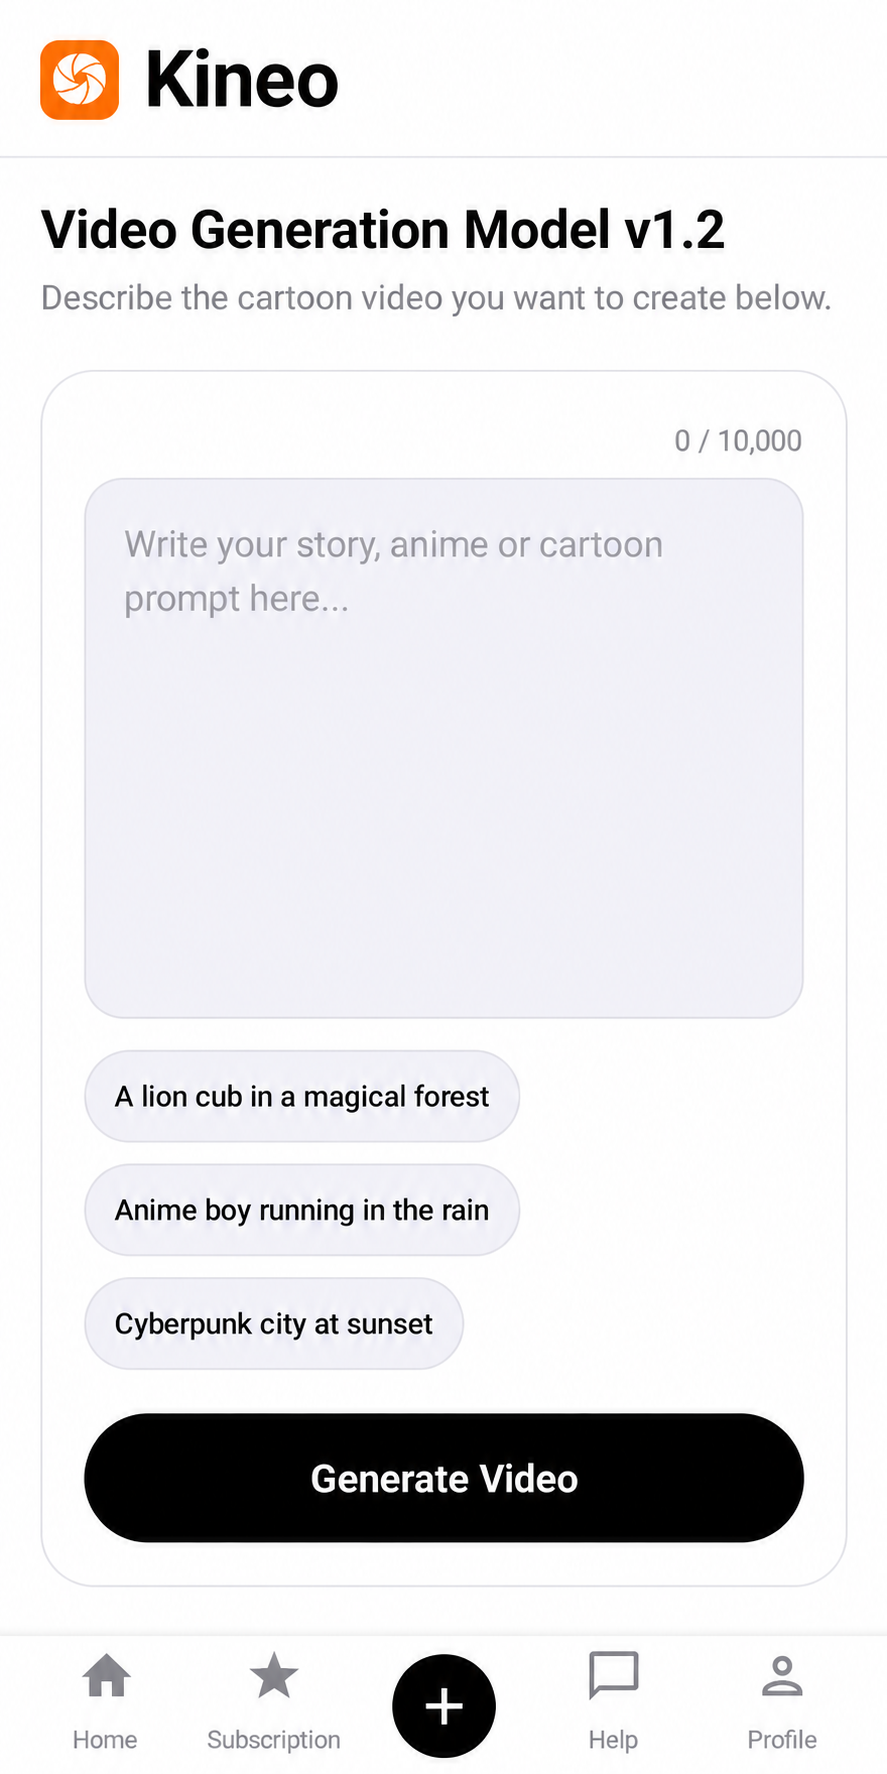 Kineo
Video Generation Model v1.2
Describe the cartoon video you want to create below.
0 / 10,000
Write your story, anime or cartoon
prompt here...
A lion cub in a magical forest
Anime boy running in the rain
Cyberpunk city at sunset
Generate Video
Home
Subscription
Help
Profile